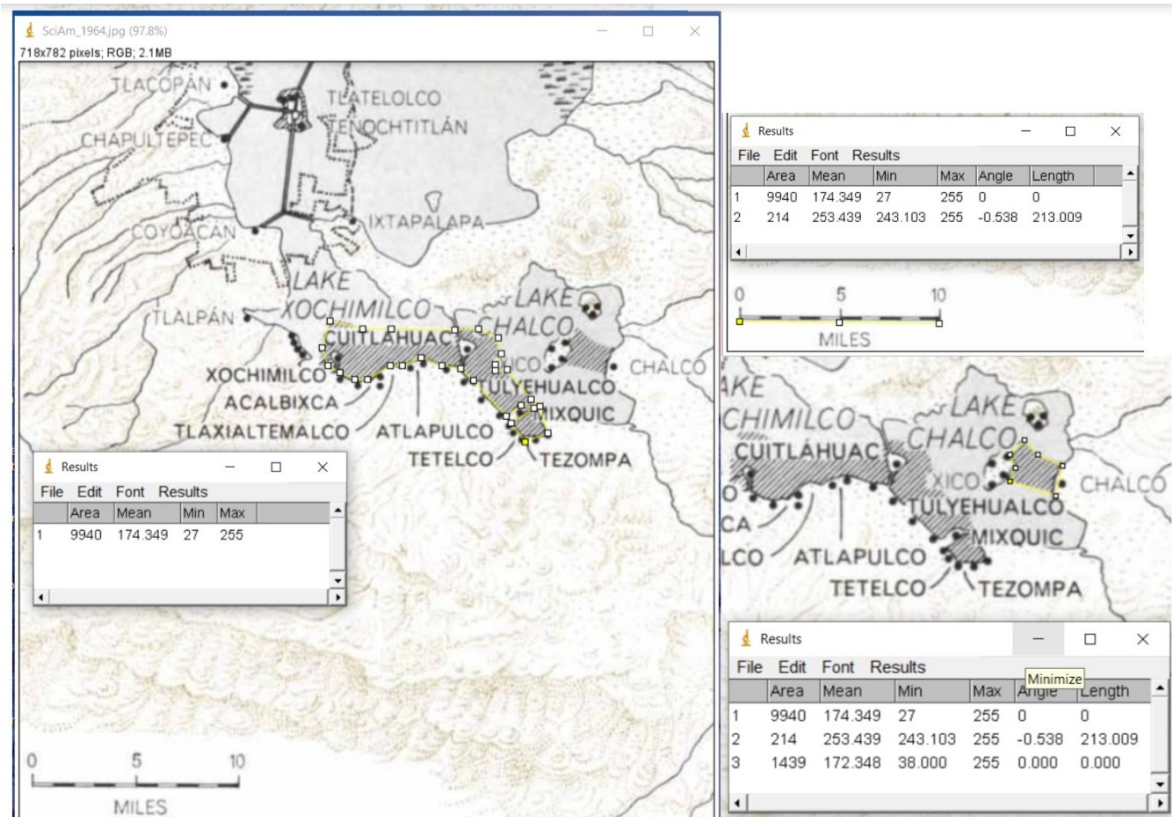 SciAm_1964.jpg (97.8%)
718x782 pixels; RGB; 2.1MB
TLACOPÁN
TLATELOLCO
TENOCHTITLÁN
CHAPULTEPEC
IXTAPALAPA
COYOACÁN
LAKE
XOCHIMILCO
LAKE
CHALCO
TLALPÁN
CUITLÁHUAC
XICO
CHALCO
XOCHIMILCO
TULYEHUALCO
ACALBIXCA
MIXQUIC
TLAXIALTEMALCO
ATLAPULCO
TETELCO
TEZOMPA
Results
File Edit Font Results
Area Mean Min Max
1 9940 174.349 27 255
0 5 10
MILES
Results
File Edit Font Results
Area Mean Min Max Angle Length
1 9940 174.349 27 255 0 0
2 214 253.439 243.103 255 -0.538 213.009
0 5 10
MILES
KE
CHIMILCO
LAKE
CHALCO
CUITLÁHUAC
XICO
CHALCO
O
TULYEHUALCO
CA
MIXQUIC
LCO
ATLAPULCO
TETELCO
TEZOMPA
Results
File Edit Font Results
Minimize
Area Mean Min Max Angle Length
1 9940 174.349 27 255 0 0
2 214 253.439 243.103 255 -0.538 213.009
3 1439 172.348 38.000 255 0.000 0.000